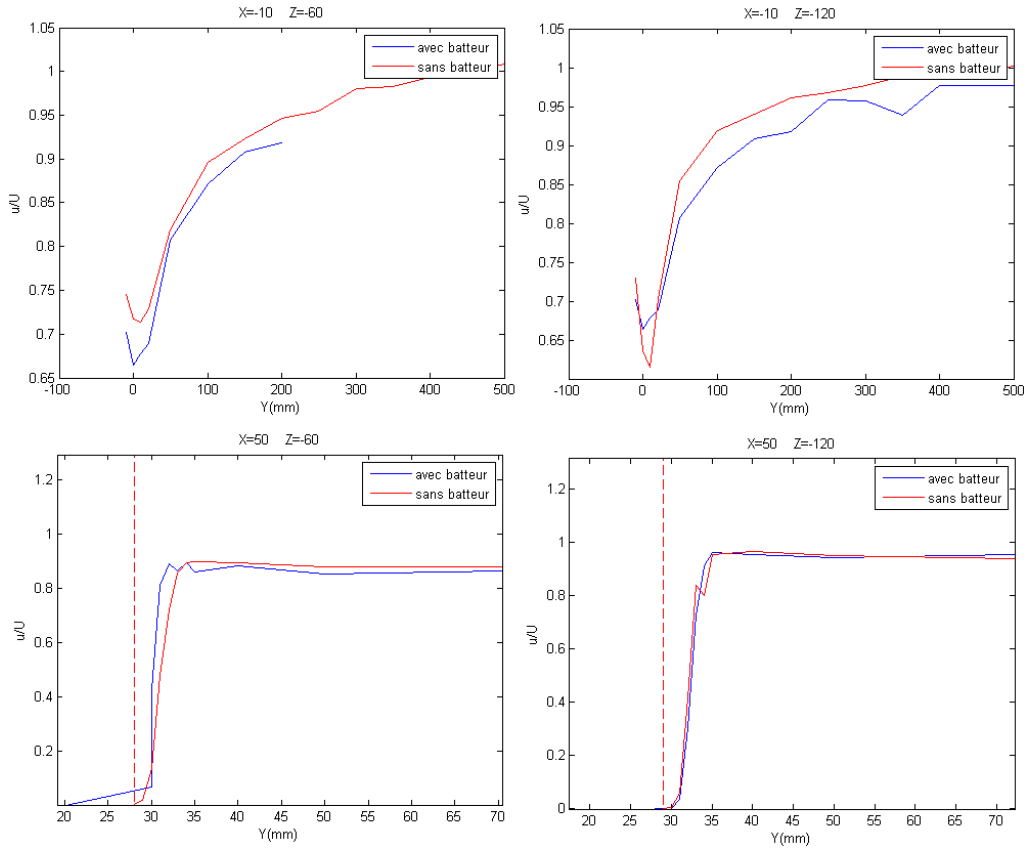 X=-10 Z=-60
1.05
1
0.95
0.9
0.85
0.8
0.75
0.7
0.65
u/U
-100 0 100 200 300 400 500
Y(mm)
avec batteur
sans batteur
X=-10 Z=-120
1.05
1
0.95
0.9
0.85
0.8
0.75
0.7
0.65
u/U
-100 0 100 200 300 400 500
Y(mm)
avec batteur
sans batteur
X=50 Z=-60
1.2
1
0.8
0.6
0.4
0.2
u/U
20 25 30 35 40 45 50 55 60 65 70
Y(mm)
avec batteur
sans batteur
X=50 Z=-120
1.2
1
0.8
0.6
0.4
0.2
0
u/U
20 25 30 35 40 45 50 55 60 65 70
Y(mm)
avec batteur
sans batteur